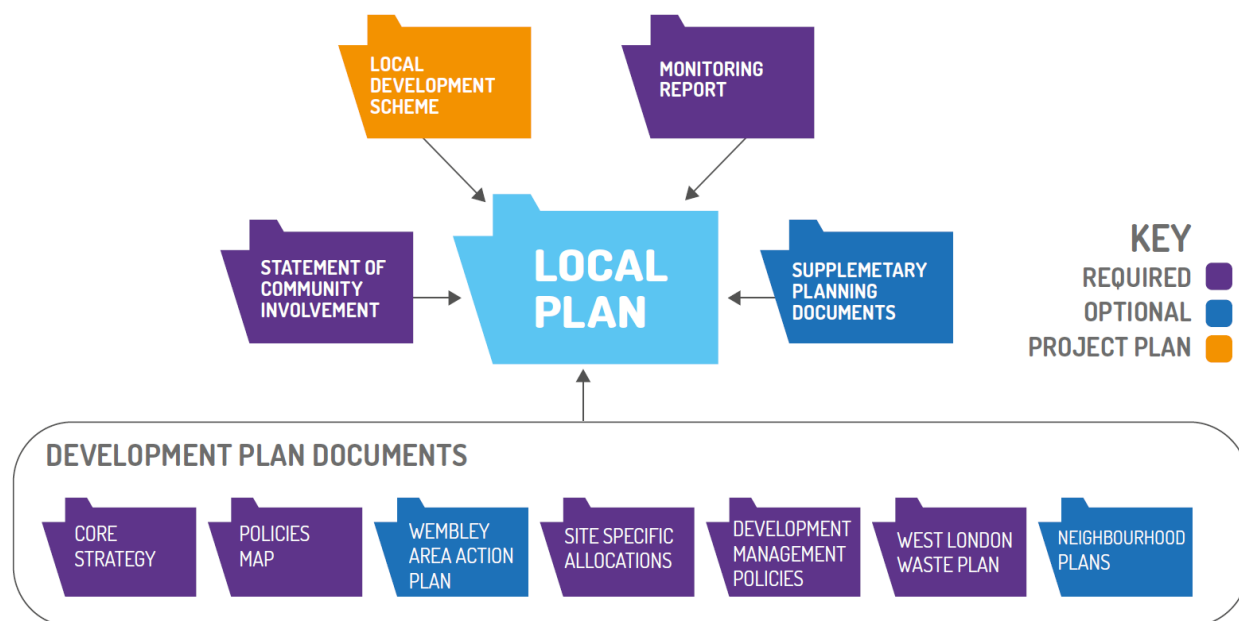 LOCAL
DEVELOPMENT
SCHEME
MONITORING
REPORT
STATEMENT OF
COMMUNITY
INVOLVEMENT
LOCAL
PLAN
SUPPLEMETARY
PLANNING
DOCUMENTS
KEY
REQUIRED
OPTIONAL
PROJECT PLAN
DEVELOPMENT PLAN DOCUMENTS
CORE
STRATEGY
POLICIES
MAP
WEMBLEY
AREA ACTION
PLAN
SITE SPECIFIC
ALLOCATIONS
DEVELOPMENT
MANAGEMENT
POLICIES
WEST LONDON
WASTE PLAN
NEIGHBOURHOOD
PLANS